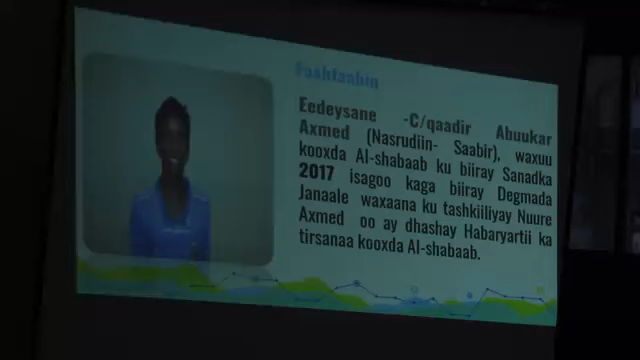 Fashfashin
Eedeysane -C/qaadir Abuukar
Axmed (Nasrudiin- Saabir), waxuu
kooxda Al-shabaab ku biiray Sanadka
2017 isagoo kaga biiray Degmada
Janaale waxaana ku tashkiiliyay Nuure
Axmed oo ay dhashay Habaryartii ka
tirsanaa kooxda Al-shabaab.